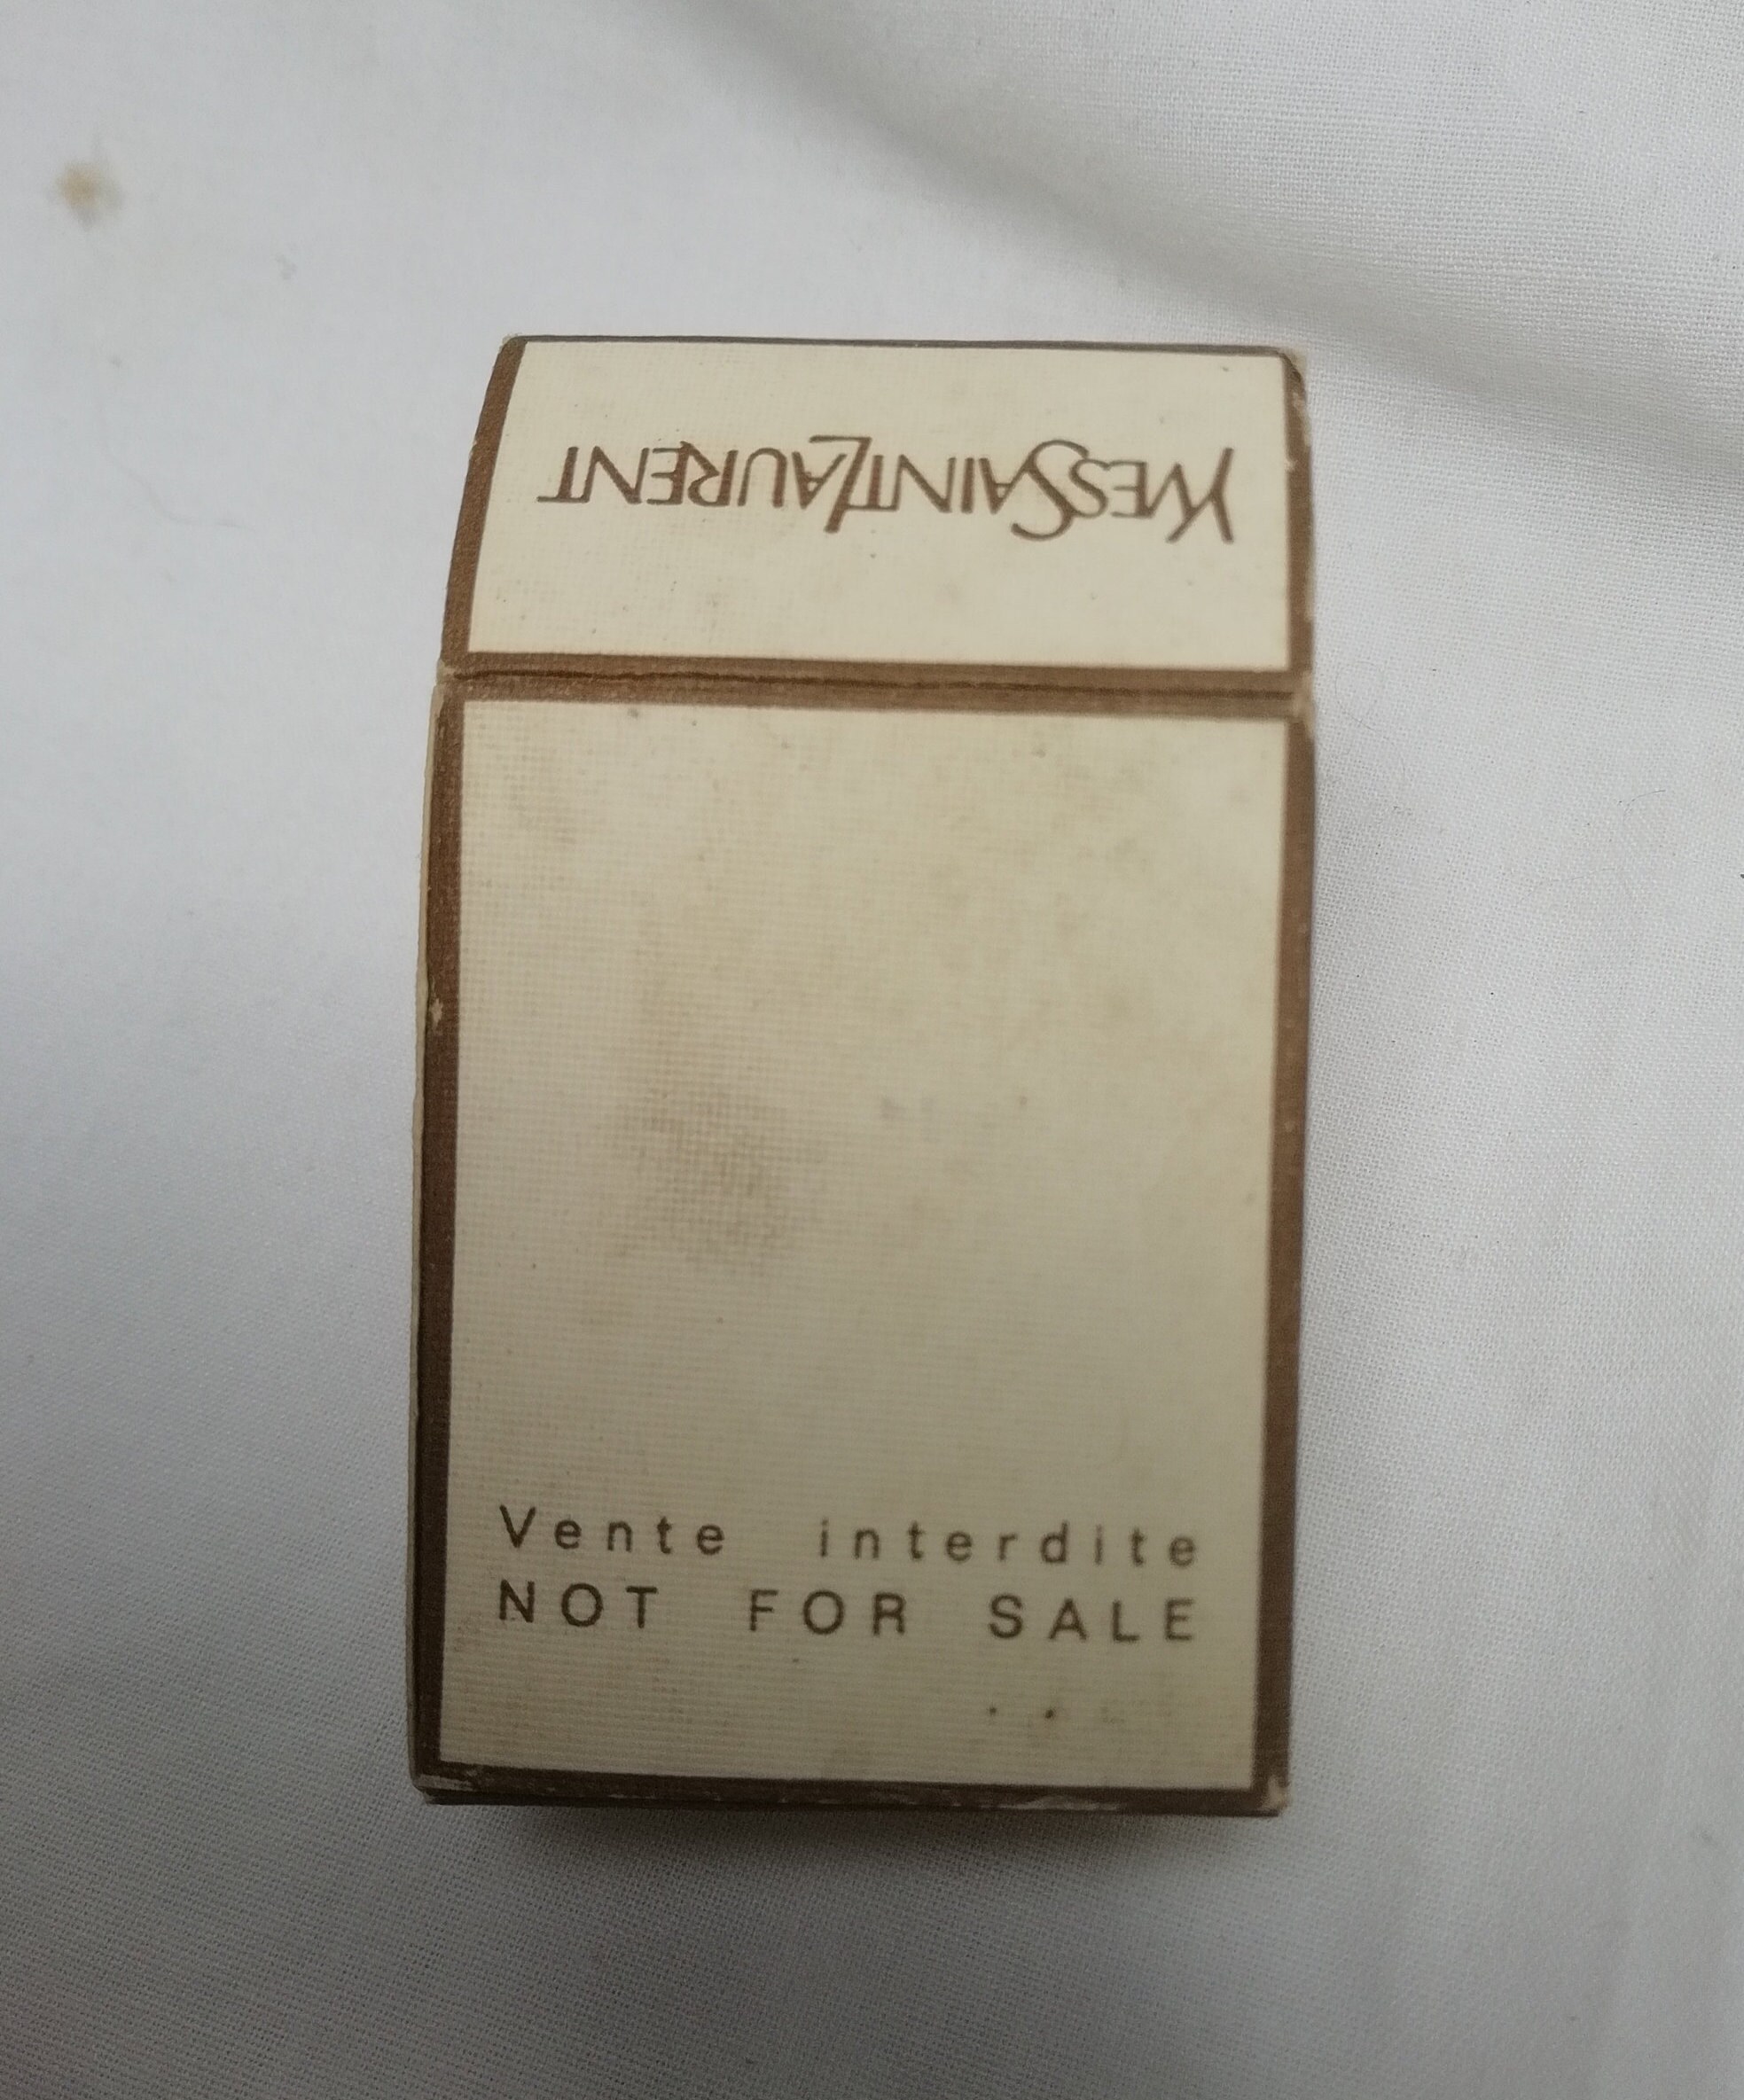 YVESSAINTLAURENT
Vente interdite
NOT FOR SALE